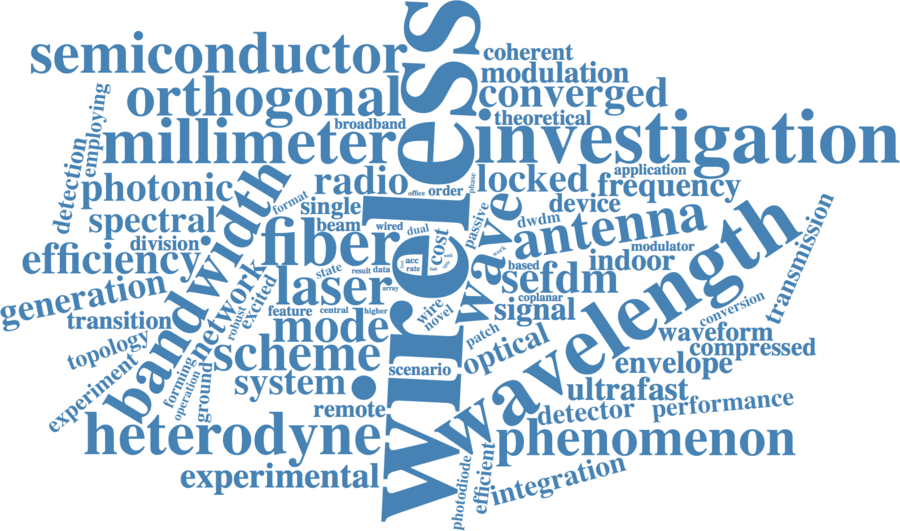 semiconductor
coherent
modulation
orthogonal
converged
employing
broadband
theoretical
millimeter
investigation
wireless
detection
photonic
radio
office
order
phase
locked
application
frequency
format
single
passive
device
spectral
beam
wired
dual
dwdm
antenna
division
bandwidth
fiber
cost
wave
modulator
efficiency
state
acc
rate
work
based
indoor
wavelength
transmission
generation
network
excited
result
data
laser
array
sefdm
robust
feature
central
higher
wire
novel
coplanar
signal
conversion
transition
mode
patch
waveform
topology
scheme
scenario
optical
compressed
experiment
forming
operation
ground
system
envelope
ultrafast
remote
detector
performance
heterodyne
phenomenon
experimental
photodiode
efficient
integration